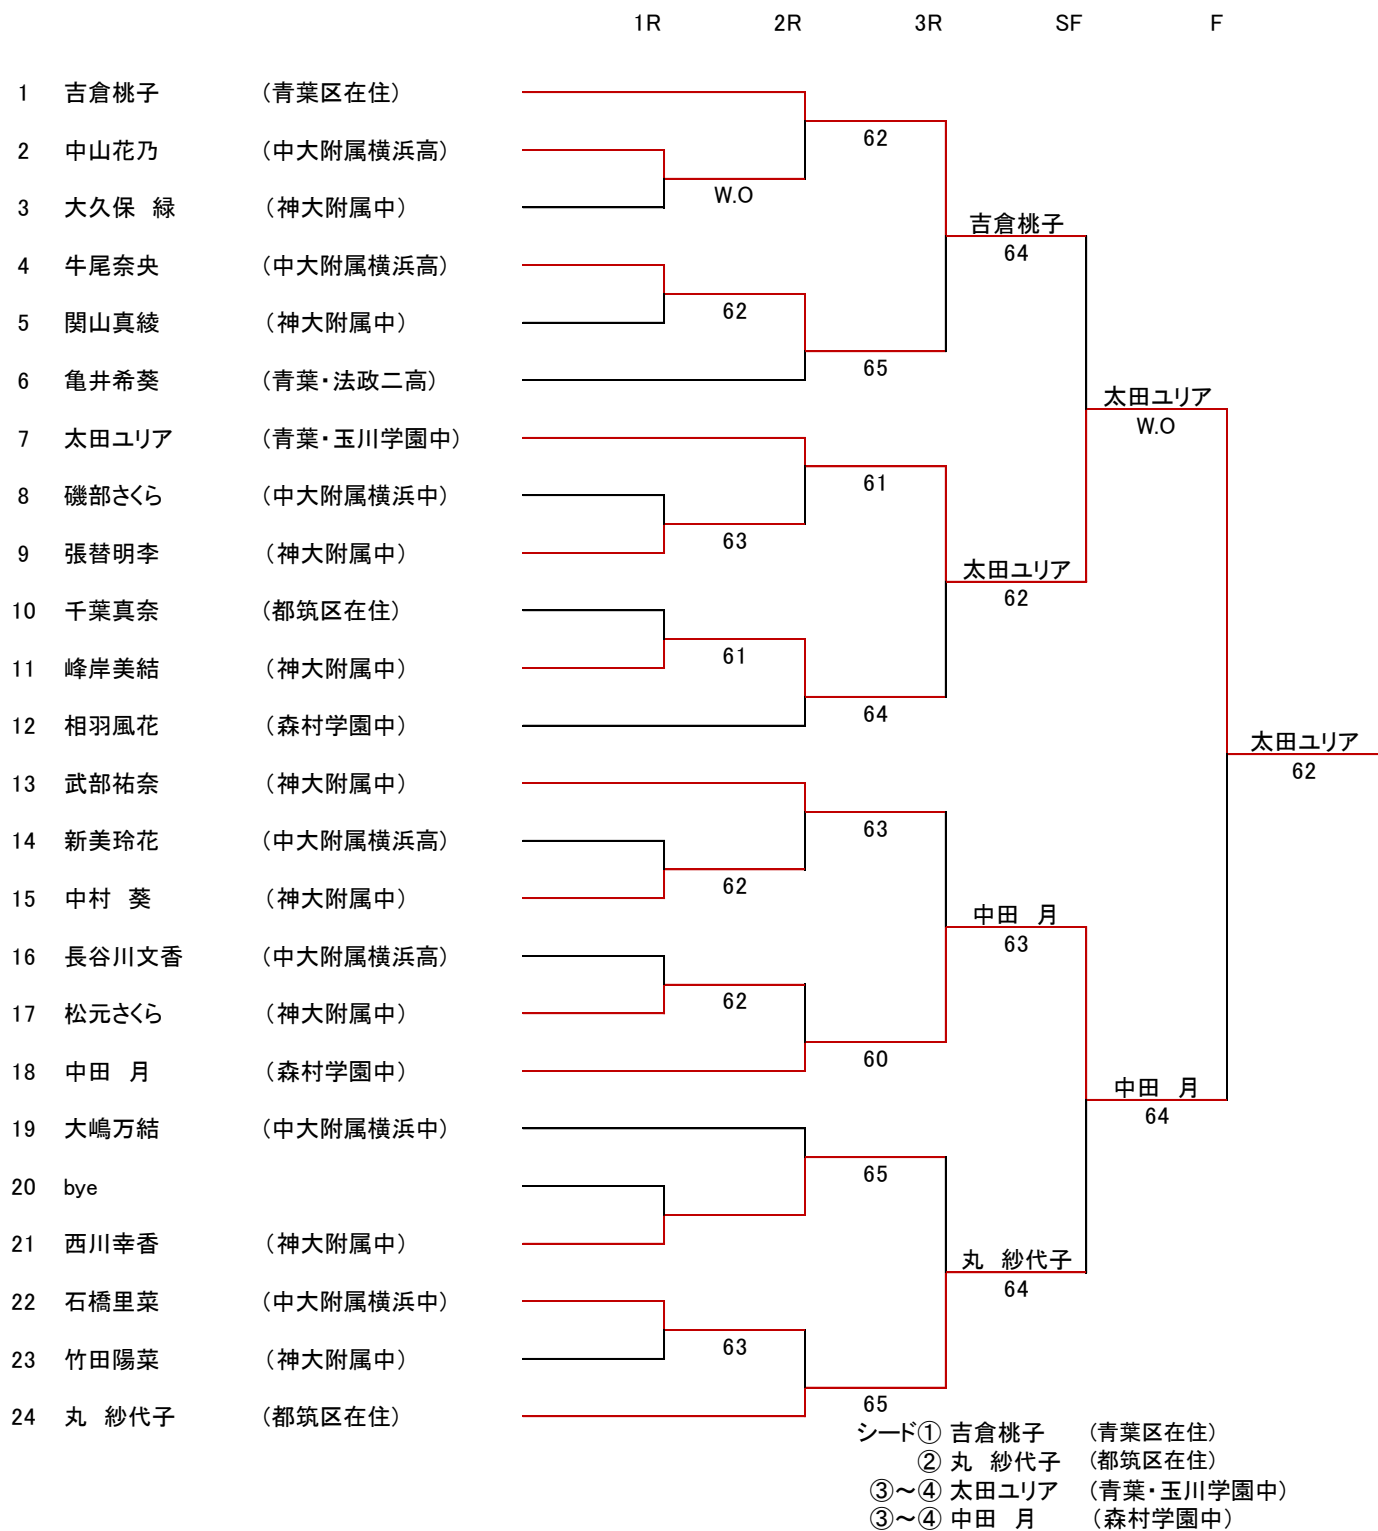 1R 2R 3R SF F
1 吉倉桃子 （青葉区在住）
62
2 中山花乃 （中大附属横浜高）
W.O
3 大久保　緑 （神大附属中）
吉倉桃子
64
4 牛尾奈央 （中大附属横浜高）
62
5 関山真綾 （神大附属中）
65
6 亀井希葵 （青葉・法政二高）
太田ユリア
W.O
7 太田ユリア （青葉・玉川学園中）
61
8 磯部さくら （中大附属横浜中）
63
9 張替明李 （神大附属中）
太田ユリア
62
10 千葉真奈 （都筑区在住）
61
11 峰岸美結 （神大附属中）
64
12 相羽風花 （森村学園中）
太田ユリア
62
13 武部祐奈 （神大附属中）
63
14 新美玲花 （中大附属横浜高）
62
15 中村　葵 （神大附属中）
中田　月
63
16 長谷川文香 （中大附属横浜高）
62
17 松元さくら （神大附属中）
60
18 中田　月 （森村学園中）
中田　月
64
19 大嶋万結 （中大附属横浜中）
65
20 bye
21 西川幸香 （神大附属中）
丸　紗代子
64
22 石橋里菜 （中大附属横浜中）
63
23 竹田陽菜 （神大附属中）
65
24 丸　紗代子 （都筑区在住）
シード① 吉倉桃子 （青葉区在住）
② 丸　紗代子 （都筑区在住）
③～④ 太田ユリア （青葉・玉川学園中）
③～④ 中田　月 （森村学園中）